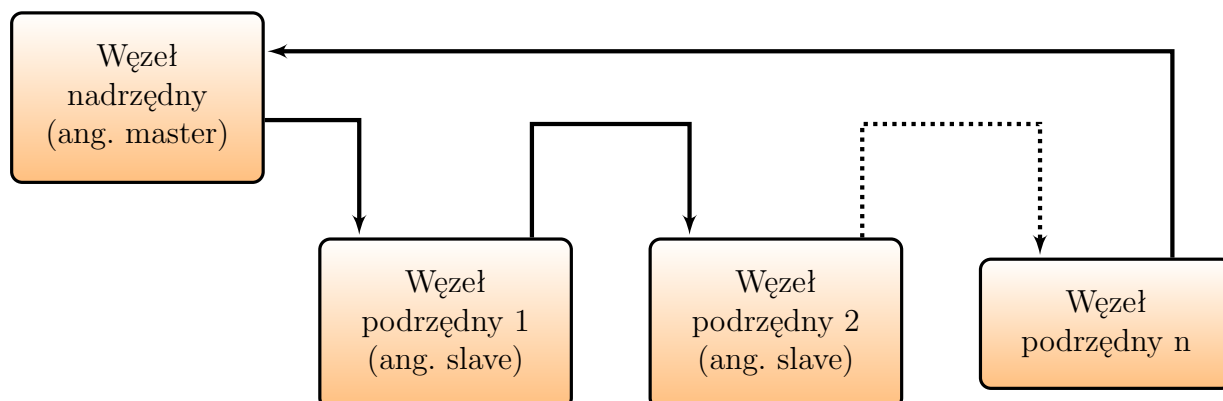 Węzeł
nadrzędny
(ang. master)
Węzeł
podrzędny 1
(ang. slave)
Węzeł
podrzędny 2
(ang. slave)
Węzeł
podrzędny n